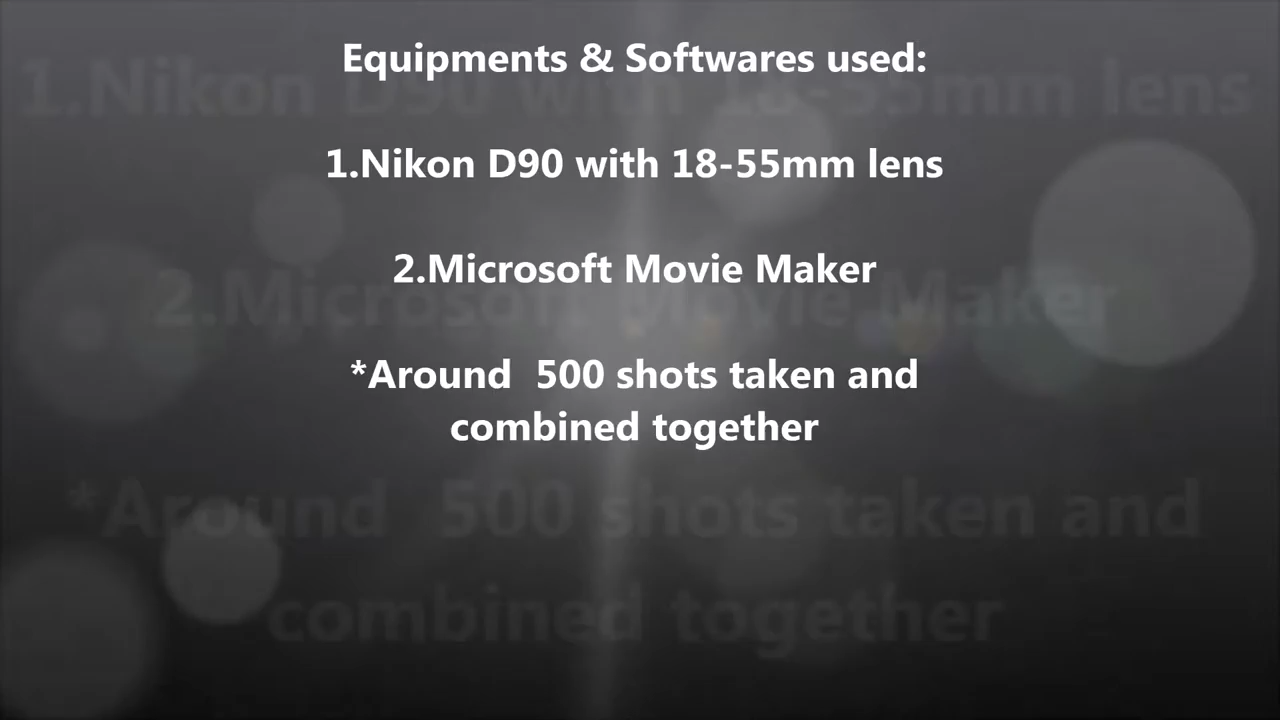 Equipments & Softwares used:
1.Nikon D90 with 18-55mm lens
2.Microsoft Movie Maker
*Around  500 shots taken and
combined together